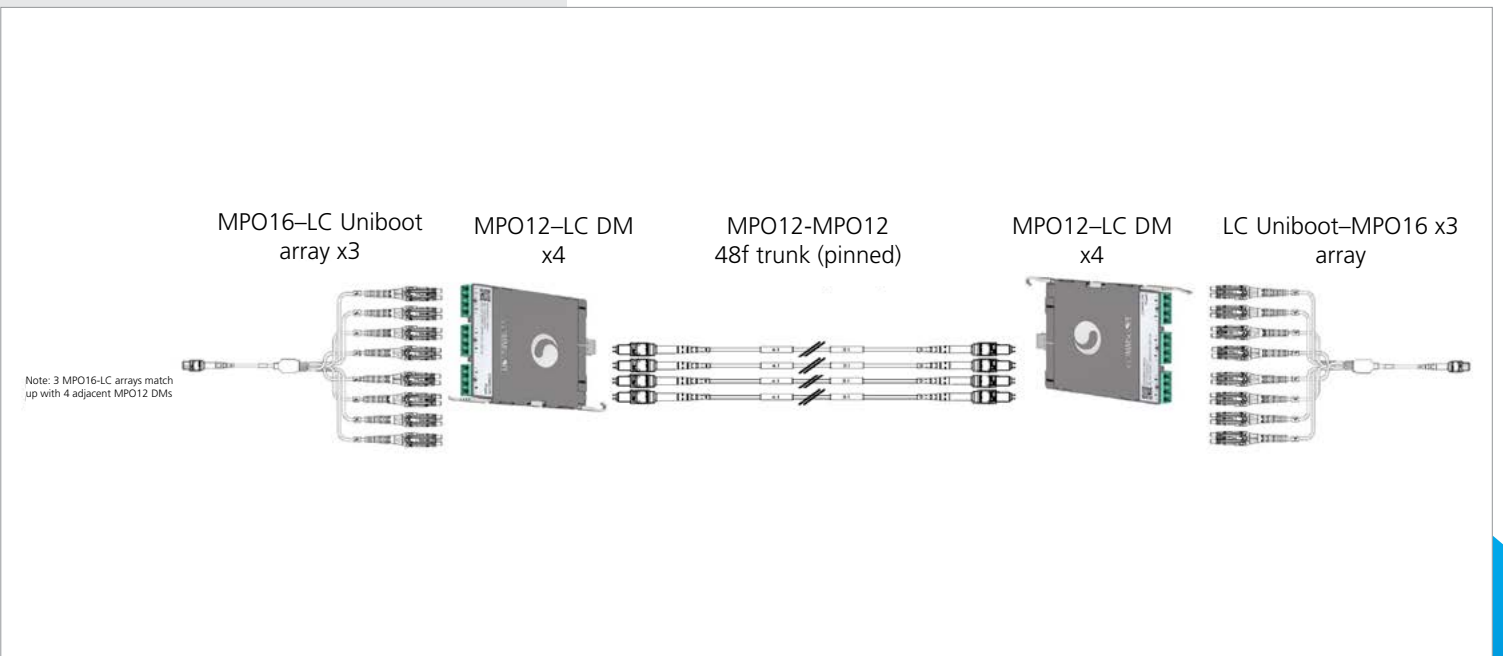 MPO16–LC Uniboot
array x3
MPO12–LC DM
x4
MPO12-MPO12
48f trunk (pinned)
MPO12–LC DM
x4
LC Uniboot–MPO16 x3
array
Note: 3 MPO16-LC arrays match
up with 4 adjacent MPO12 DMs